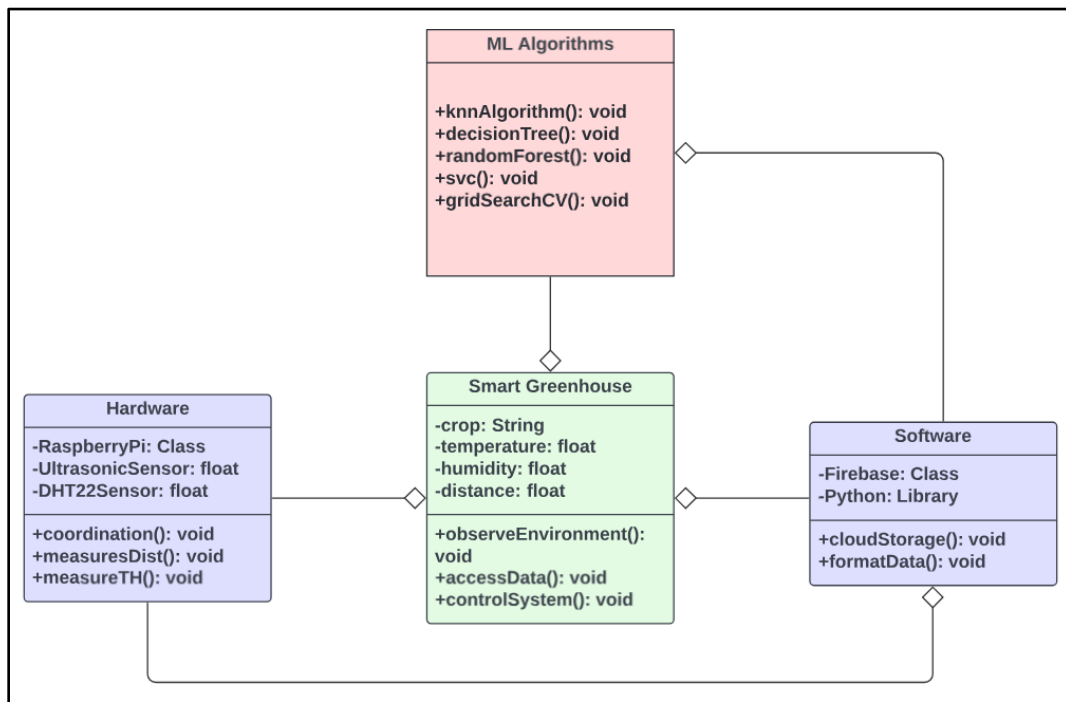 ML Algorithms
+knnAlgorithm(): void
+decisionTree(): void
+randomForest(): void
+svc(): void
+gridSearchCV(): void
Hardware
-RaspberryPi: Class
-UltrasonicSensor: float
-DHT22Sensor: float
+coordination(): void
+measuresDist(): void
+measureTH(): void
Smart Greenhouse
-crop: String
-temperature: float
-humidity: float
-distance: float
+observeEnvironment():
void
+accessData(): void
+controlSystem(): void
Software
-Firebase: Class
-Python: Library
+cloudStorage(): void
+formatData(): void